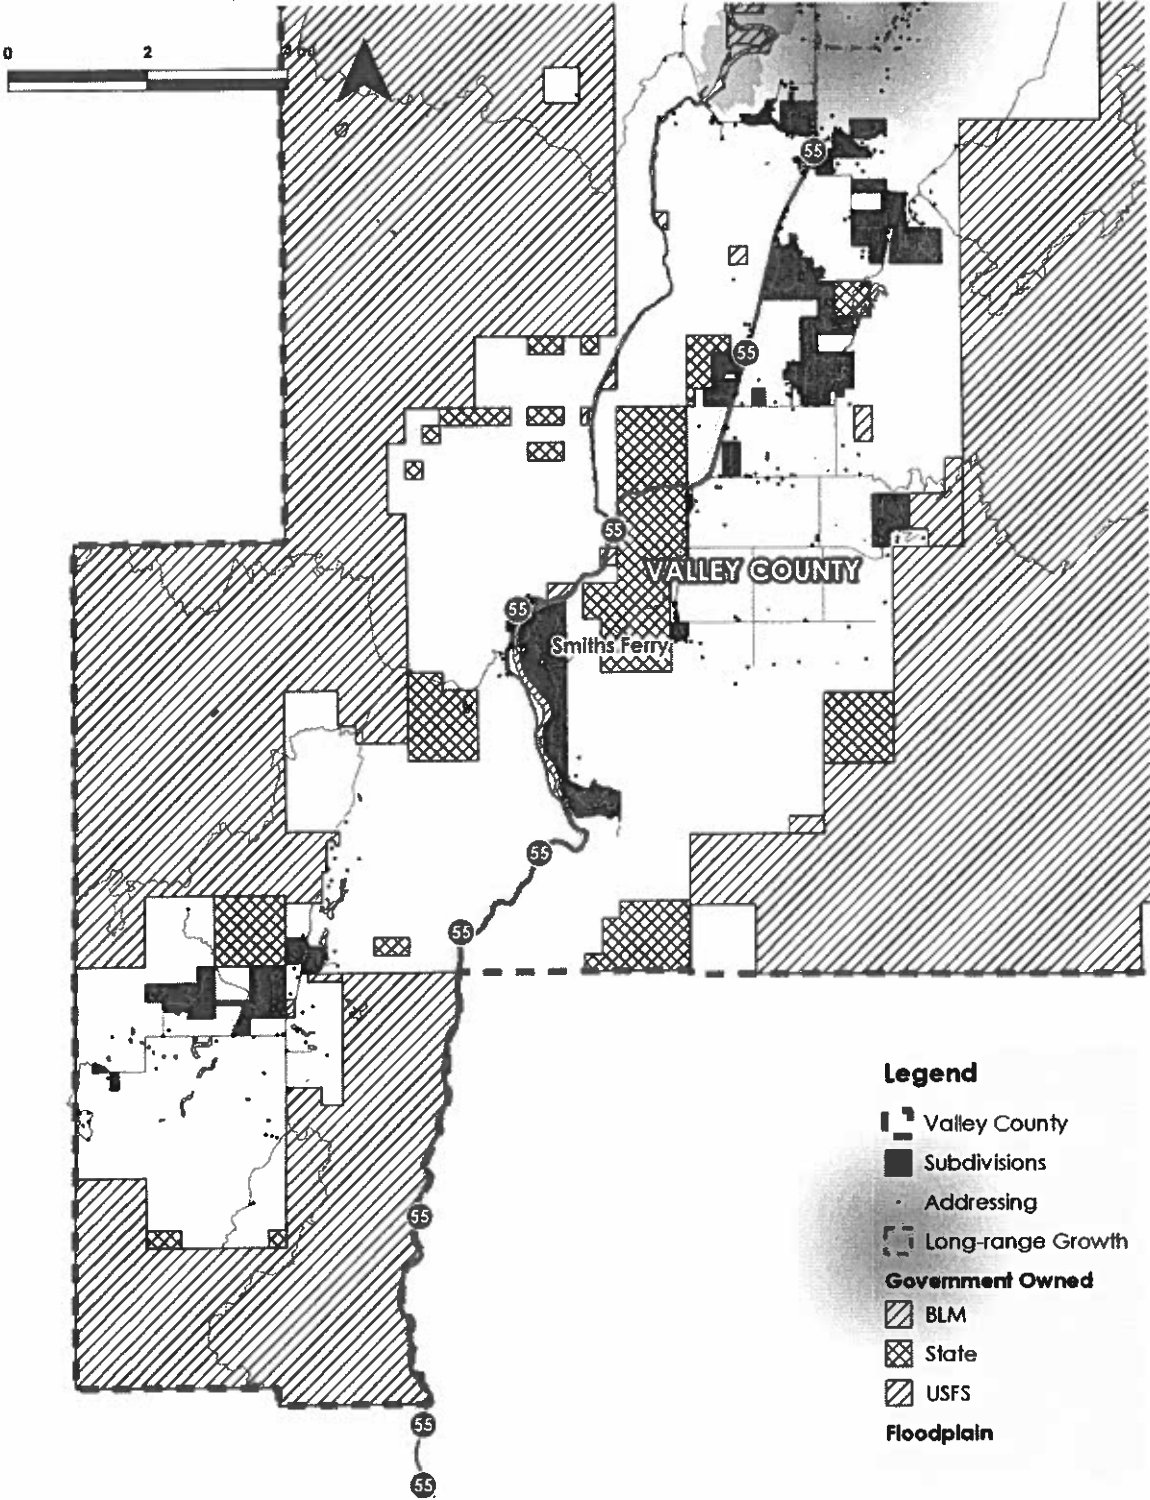 0 2
55
55
55
VALLEY COUNTY
55
Smiths Ferry
55
55
Legend
Valley County
Subdivisions
Addressing
Long-range Growth
Government Owned
BLM
State
USFS
Floodplain
55
55
55